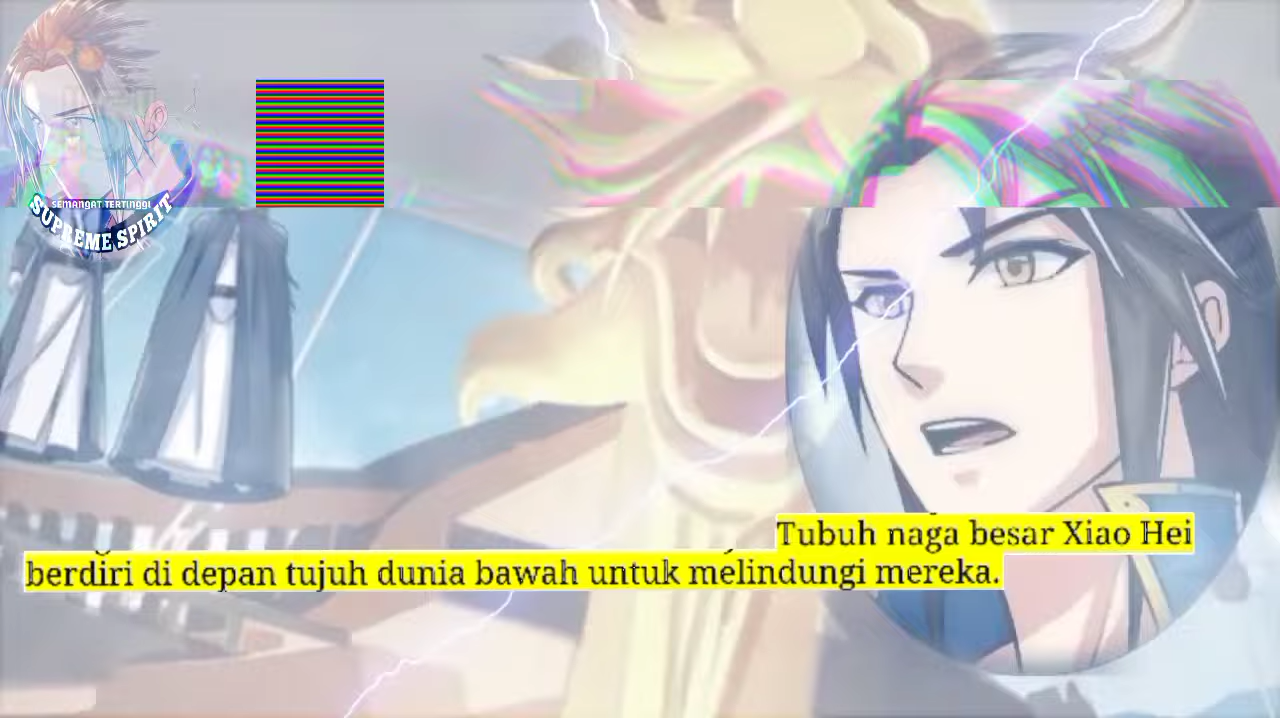 SEMANGAT TERTINGGI
SUPREME SPIRIT
Tubuh naga besar Xiao Hei
berdiri di depan tujuh dunia bawah untuk melindungi mereka.